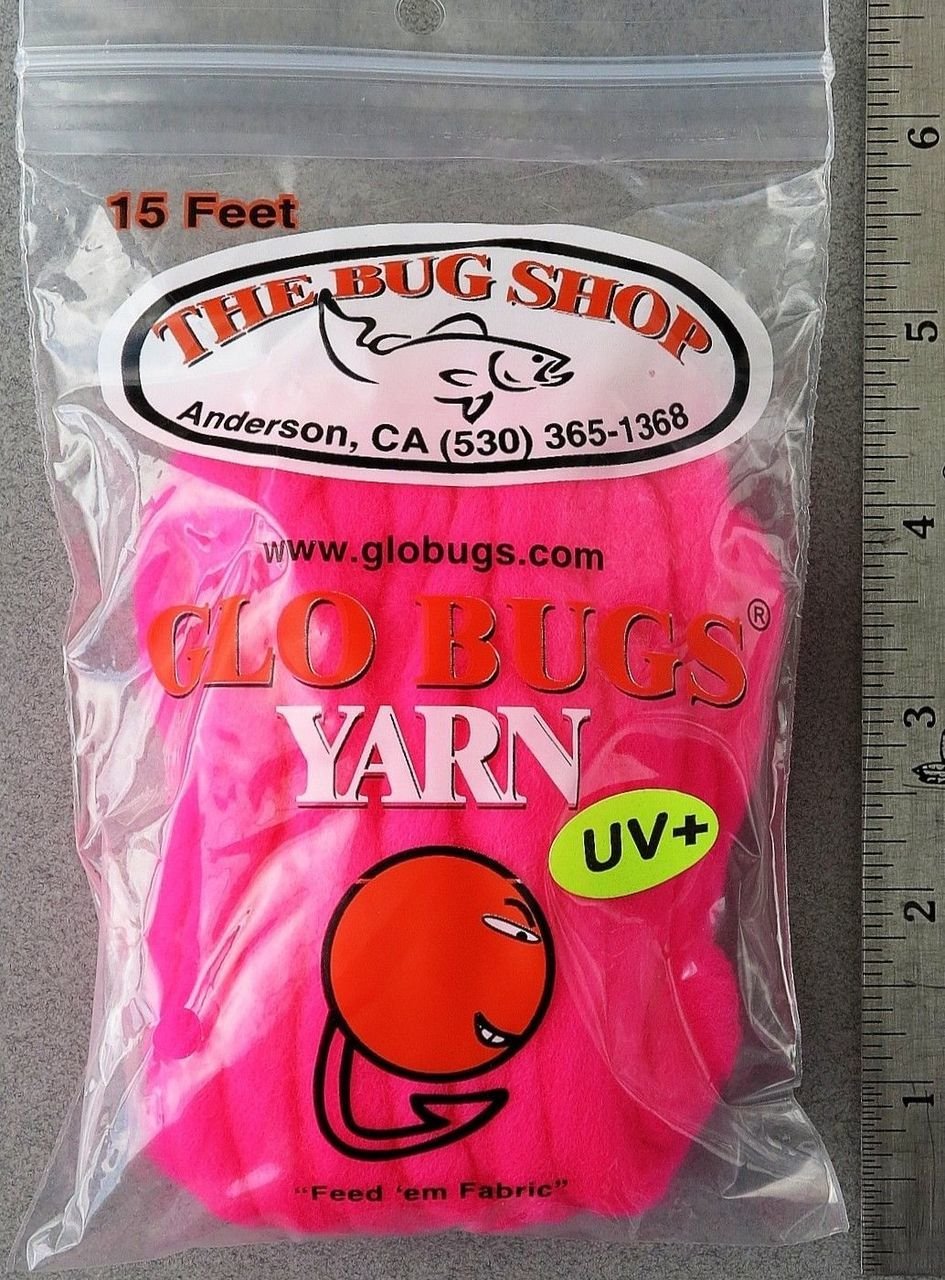 15 Feet
THE BUG SHOP
Anderson, CA (530) 365-1368
www.globugs.com
GLO BUGS®
YARN
UV+
"Feed 'em Fabric"
6
5
4
3
2
1